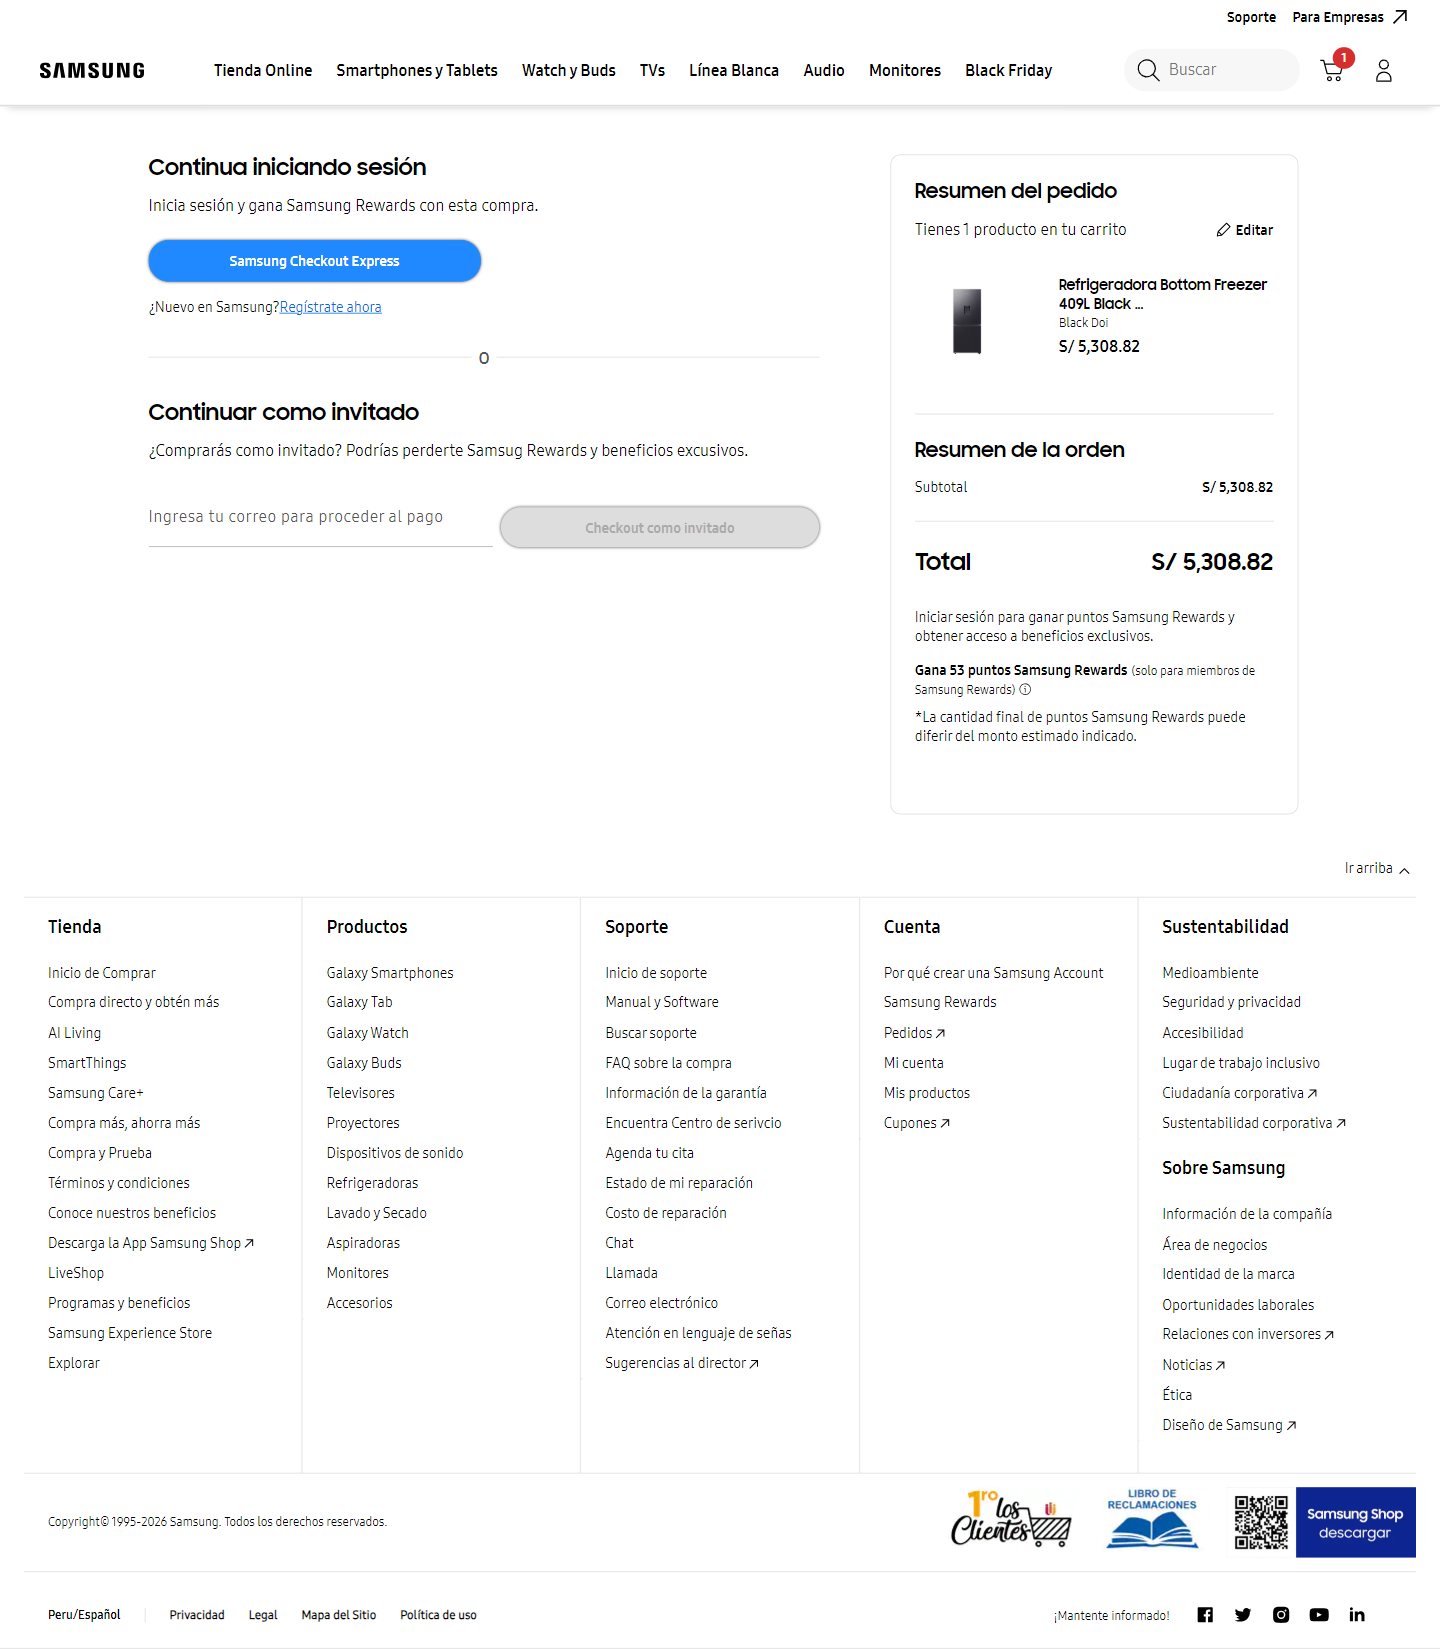 Soporte Para Empresas
SAMSUNG Tienda Online Smartphones y Tablets Watch y Buds TVs Línea Blanca Audio Monitores Black Friday Buscar 1
Continua iniciando sesión
Inicia sesión y gana Samsung Rewards con esta compra.
Samsung Checkout Express
¿Nuevo en Samsung?Regístrate ahora
O
Continuar como invitado
¿Comprarás como invitado? Podrías perderte Samsug Rewards y beneficios excusivos.
Ingresa tu correo para proceder al pago
Checkout como invitado
Resumen del pedido
Tienes 1 producto en tu carrito Editar
Refrigeradora Bottom Freezer
409L Black ...
Black Doi
S/ 5,308.82
Resumen de la orden
Subtotal S/ 5,308.82
Total S/ 5,308.82
Iniciar sesión para ganar puntos Samsung Rewards y
obtener acceso a beneficios exclusivos.
Gana 53 puntos Samsung Rewards (solo para miembros de
Samsung Rewards)
*La cantidad final de puntos Samsung Rewards puede
diferir del monto estimado indicado.
Ir arriba
Tienda
Inicio de Comprar
Compra directo y obtén más
AI Living
SmartThings
Samsung Care+
Compra más, ahorra más
Compra y Prueba
Términos y condiciones
Conoce nuestros beneficios
Descarga la App Samsung Shop
LiveShop
Programas y beneficios
Samsung Experience Store
Explorar
Productos
Galaxy Smartphones
Galaxy Tab
Galaxy Watch
Galaxy Buds
Televisores
Proyectores
Dispositivos de sonido
Refrigeradoras
Lavado y Secado
Aspiradoras
Monitores
Accesorios
Soporte
Inicio de soporte
Manual y Software
Buscar soporte
FAQ sobre la compra
Información de la garantía
Encuentra Centro de serivcio
Agenda tu cita
Estado de mi reparación
Costo de reparación
Chat
Llamada
Correo electrónico
Atención en lenguaje de señas
Sugerencias al director
Cuenta
Por qué crear una Samsung Account
Samsung Rewards
Pedidos
Mi cuenta
Mis productos
Cupones
Sustentabilidad
Medioambiente
Seguridad y privacidad
Accesibilidad
Lugar de trabajo inclusivo
Ciudadanía corporativa
Sustentabilidad corporativa
Sobre Samsung
Información de la compañía
Área de negocios
Identidad de la marca
Oportunidades laborales
Relaciones con inversores
Noticias
Ética
Diseño de Samsung
Copyright© 1995-2026 Samsung. Todos los derechos reservados.
1ro los
Clientes
LIBRO DE
RECLAMACIONES
Samsung Shop
descargar
Peru/Español Privacidad Legal Mapa del Sitio Política de uso
¡Mantente informado!